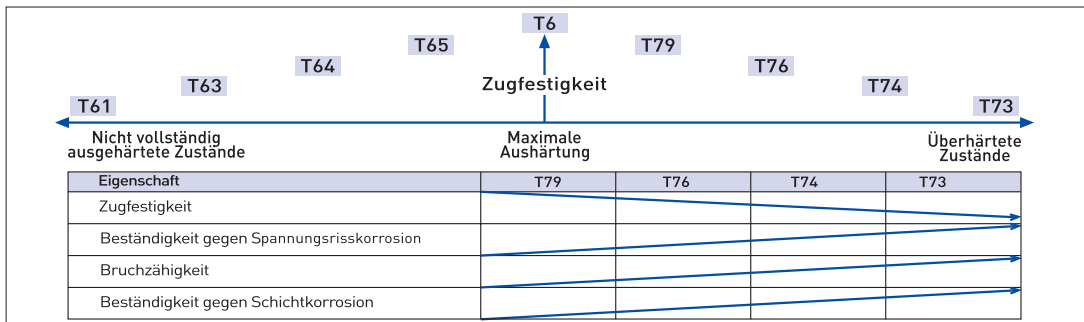 T6
T65
T79
T64
T76
T63
Zugfestigkeit
T74
T61
T73
Nicht vollständig
ausgehärtete Zustände
Maximale
Aushärtung
Überhärtete
Zustände
Eigenschaft T79 T76 T74 T73
Zugfestigkeit
Beständigkeit gegen Spannungsrisskorrosion
Bruchzähigkeit
Beständigkeit gegen Schichtkorrosion